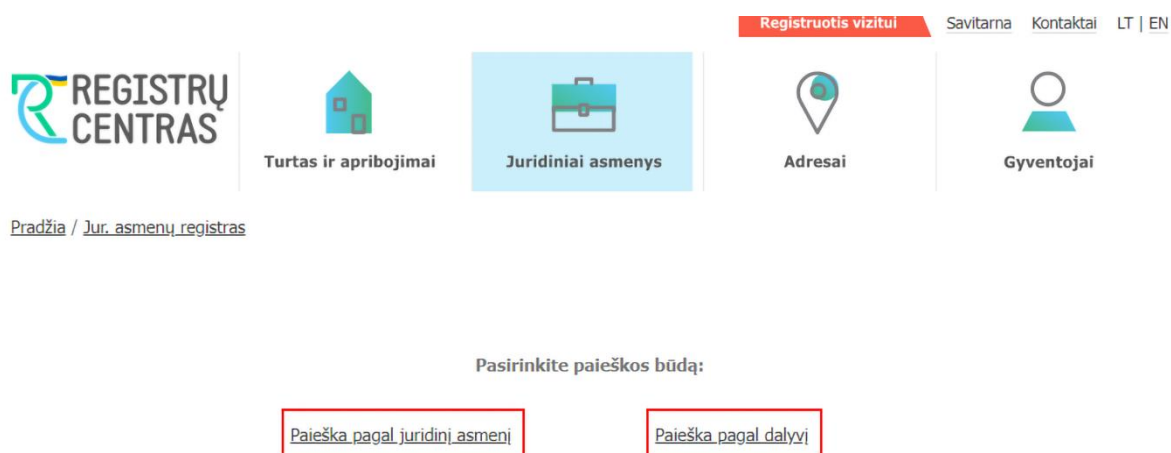 Registruotis vizitui
Savitarna Kontaktai LT | EN
REGISTRŲ
CENTRAS
Turtas ir apribojimai
Juridiniai asmenys
Adresai
Gyventojai
Pradžia / Jur. asmenų registras
Pasirinkite paieškos būdą:
Paieška pagal juridinį asmenį
Paieška pagal dalyvį